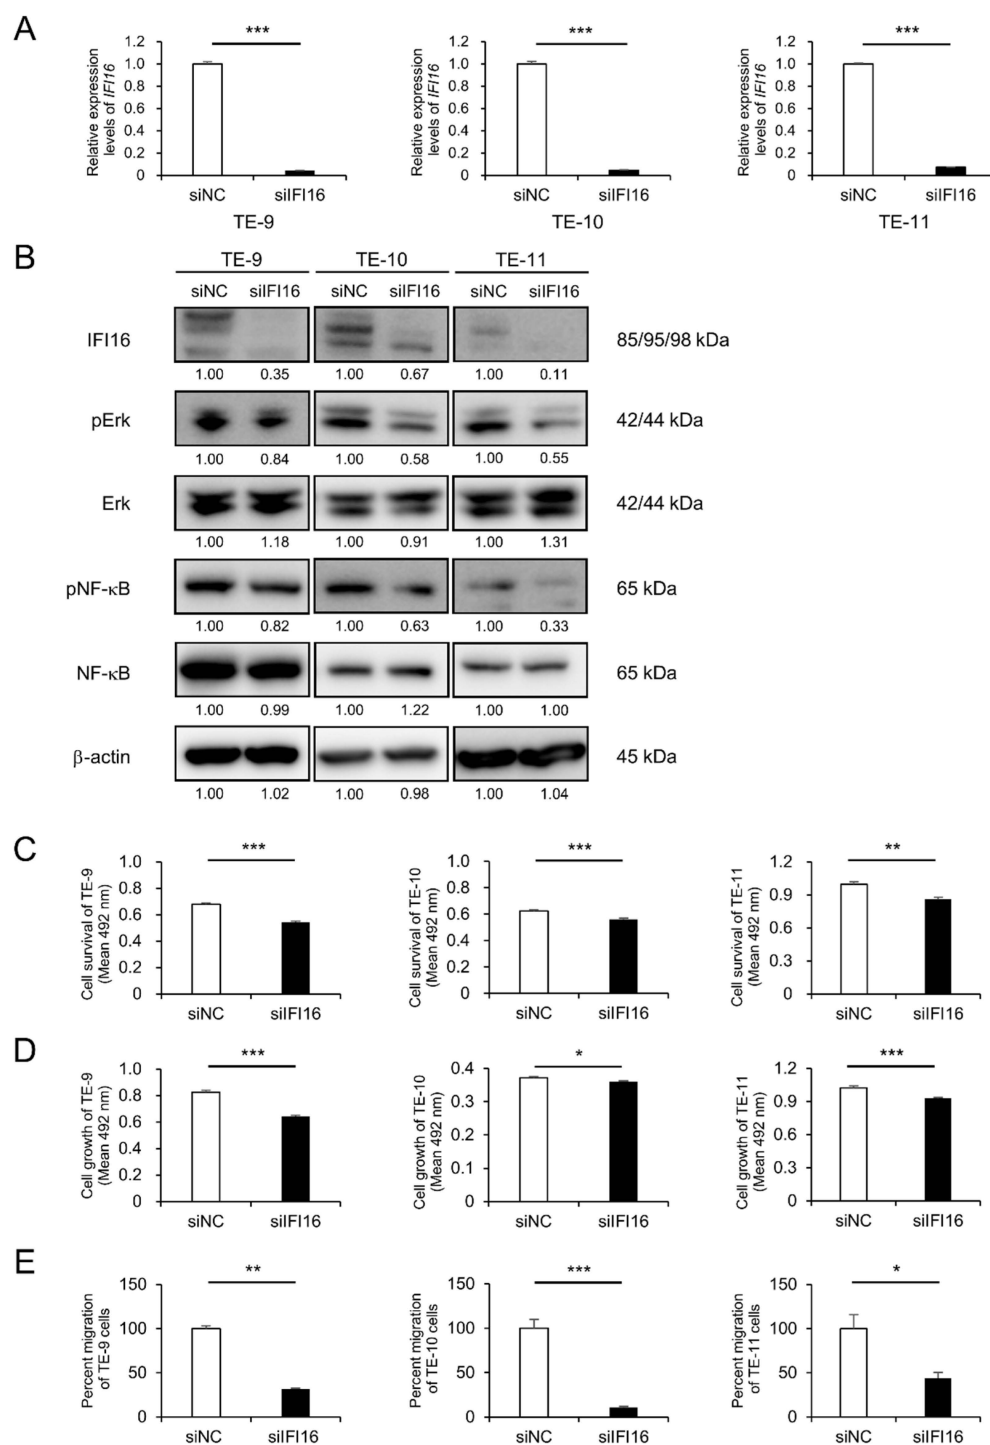 A
Relative expression
levels of IFI16
1.2
1.0
0.8
0.6
0.4
0.2
0
***
siNC siIFI16
TE-9
Relative expression
levels of IFI16
1.2
1.0
0.8
0.6
0.4
0.2
0
***
siNC siIFI16
TE-10
Relative expression
levels of IFI16
1.2
1.0
0.8
0.6
0.4
0.2
0
***
siNC siIFI16
TE-11
B
TE-9 TE-10 TE-11
siNC siIFI16 siNC siIFI16 siNC siIFI16
IFI16 85/95/98 kDa
1.00 0.35 1.00 0.67 1.00 0.11
pErk 42/44 kDa
1.00 0.84 1.00 0.58 1.00 0.55
Erk 42/44 kDa
1.00 1.18 1.00 0.91 1.00 1.31
pNF-κB 65 kDa
1.00 0.82 1.00 0.63 1.00 0.33
NF-κB 65 kDa
1.00 0.99 1.00 1.22 1.00 1.00
β-actin 45 kDa
1.00 1.02 1.00 0.98 1.00 1.04
C
Cell survival of TE-9
(Mean 492 nm)
1.0
0.8
0.6
0.4
0.2
0
***
siNC siIFI16
Cell survival of TE-10
(Mean 492 nm)
1.0
0.8
0.6
0.4
0.2
0
***
siNC siIFI16
Cell survival of TE-11
(Mean 492 nm)
1.2
0.9
0.6
0.3
0
**
siNC siIFI16
D
Cell growth of TE-9
(Mean 492 nm)
1.0
0.8
0.6
0.4
0.2
0
***
siNC siIFI16
Cell growth of TE-10
(Mean 492 nm)
0.4
0.3
0.2
0.1
0
*
siNC siIFI16
Cell growth of TE-11
(Mean 492 nm)
1.2
0.9
0.6
0.3
0
***
siNC siIFI16
E
Percent migration
of TE-9 cells
150
100
50
0
**
siNC siIFI16
Percent migration
of TE-10 cells
150
100
50
0
***
siNC siIFI16
Percent migration
of TE-11 cells
150
100
50
0
*
siNC siIFI16